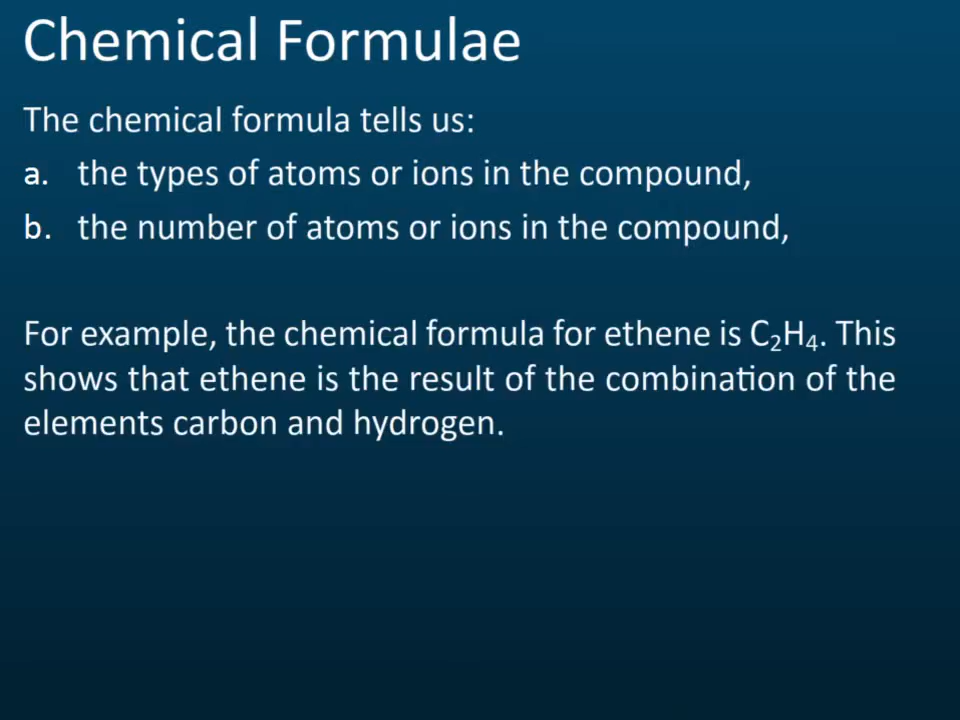 Chemical Formulae
The chemical formula tells us:
a. the types of atoms or ions in the compound,
b. the number of atoms or ions in the compound,
For example, the chemical formula for ethene is C₂H₄. This
shows that ethene is the result of the combination of the
elements carbon and hydrogen.